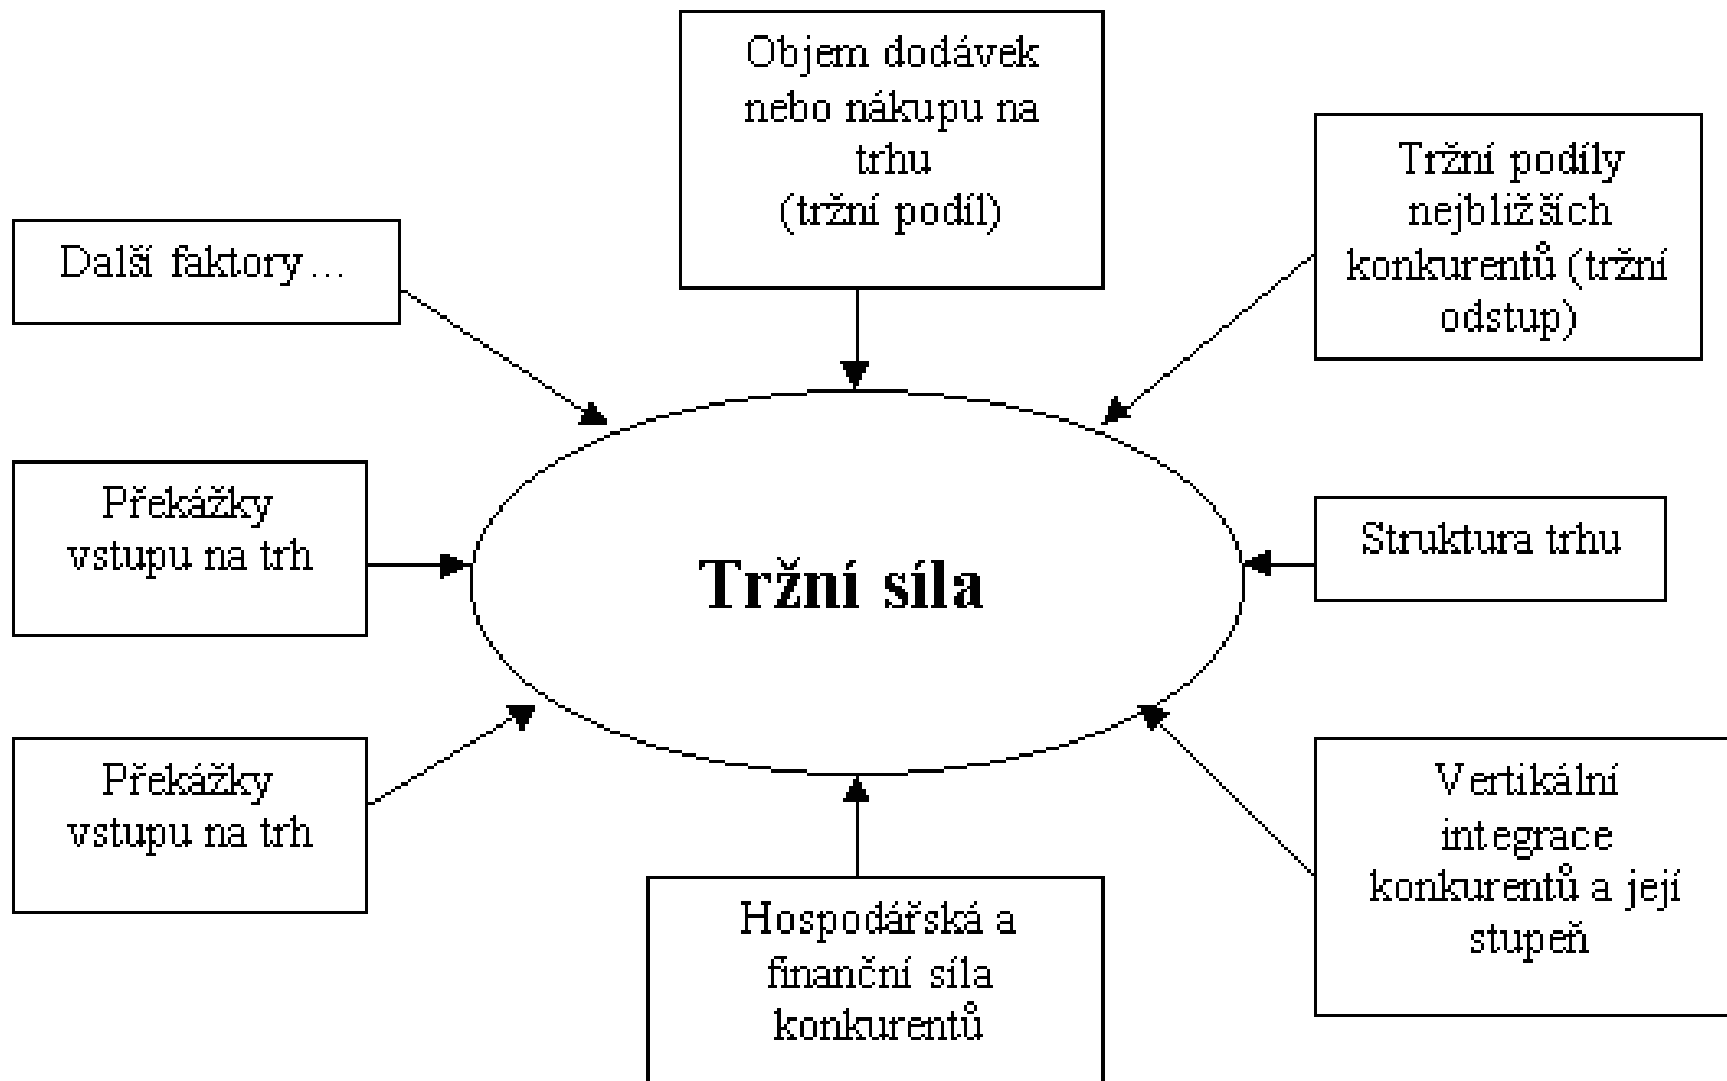 Objem dodávek
nebo nákupu na
trhu
(tržní podíl)
Tržní podíly
nejbližších
konkurentů (tržní
odstup)
Další faktory...
Překážky
vstupu na trh
Tržní síla
Struktura trhu
Překážky
vstupu na trh
Hospodářská a
finanční síla
konkurentů
Vertikální
integrace
konkurentů a její
stupeň